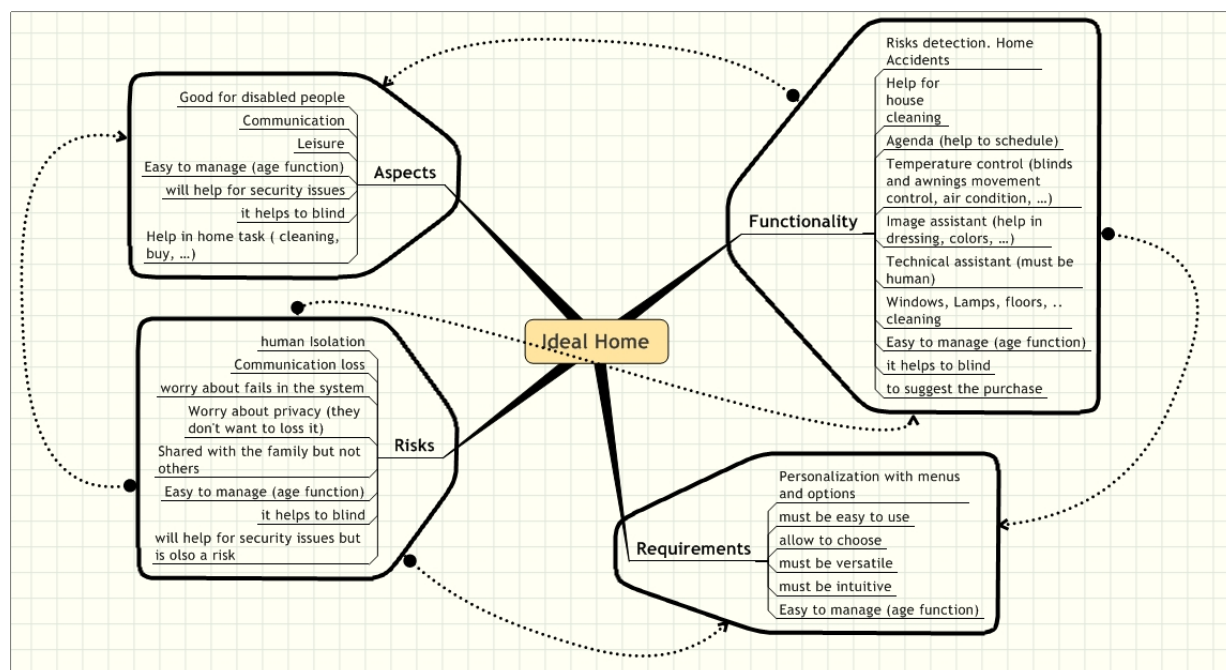 Ideal Home
Aspects
Good for disabled people
Communication
Leisure
Easy to manage (age function)
will help for security issues
it helps to blind
Help in home task ( cleaning,
buy, ...)
Functionality
Risks detection. Home
Accidents
Help for
house
cleaning
Agenda (help to schedule)
Temperature control (blinds
and awnings movement
control, air condition, ...)
Image assistant (help in
dressing, colors, ...)
Technical assistant (must be
human)
Windows, Lamps, floors, ..
cleaning
Easy to manage (age function)
it helps to blind
to suggest the purchase
Risks
human Isolation
Communication loss
worry about fails in the system
Worry about privacy (they
don't want to loss it)
Shared with the family but not
others
Easy to manage (age function)
it helps to blind
will help for security issues but
is olso a risk
Requirements
Personalization with menus
and options
must be easy to use
allow to choose
must be versatile
must be intuitive
Easy to manage (age function)